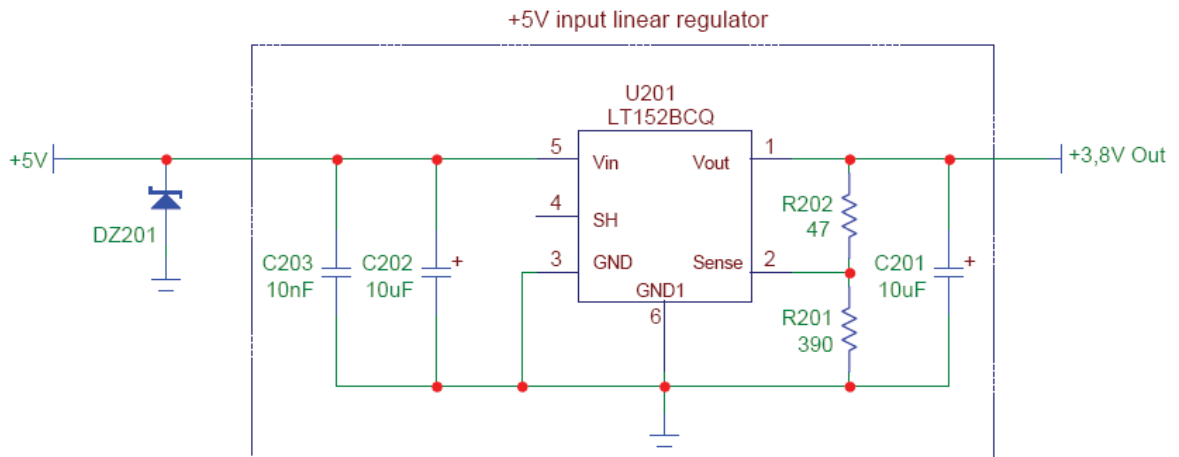 +5V input linear regulator
U201
LT152BCQ
+5V
5
Vin
Vout
1
+3,8V Out
4
SH
R202
47
DZ201
3
GND
Sense
2
C203
10nF
C202
10uF
+
GND1
6
R201
390
C201
10uF
+